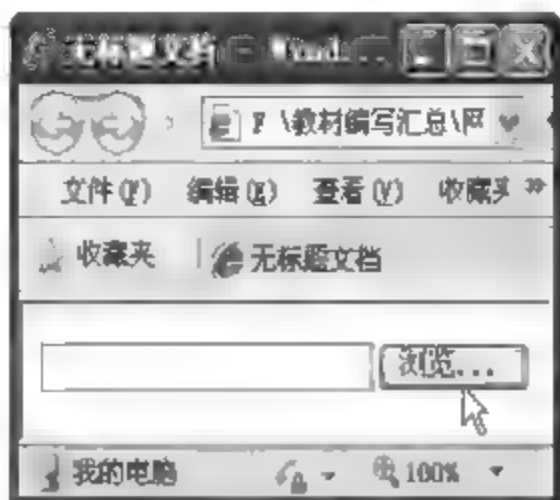 无标题文档 - Wind...
F \教材编写汇总\网
文件(F) 编辑(E) 查看(V) 收藏夹 »
收藏夹 无标题文档
浏览...
我的电脑 100%